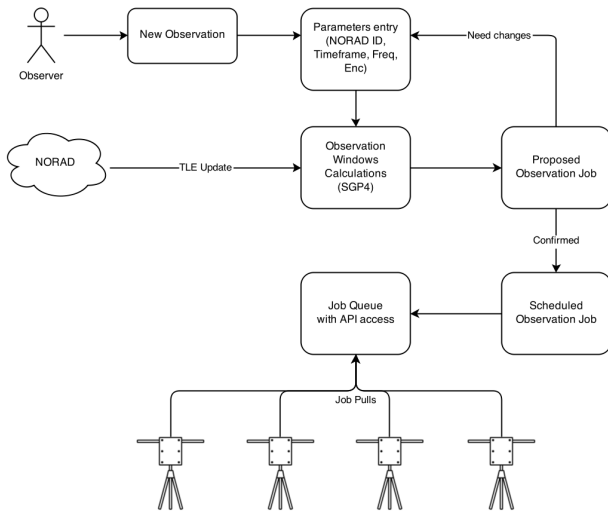 Observer
New Observation
Parameters entry
(NORAD ID,
Timeframe, Freq,
Enc)
Need changes
NORAD
TLE Update
Observation
Windows
Calculations
(SGP4)
Proposed
Observation Job
Confirmed
Job Queue
with API access
Scheduled
Observation Job
Job Pulls